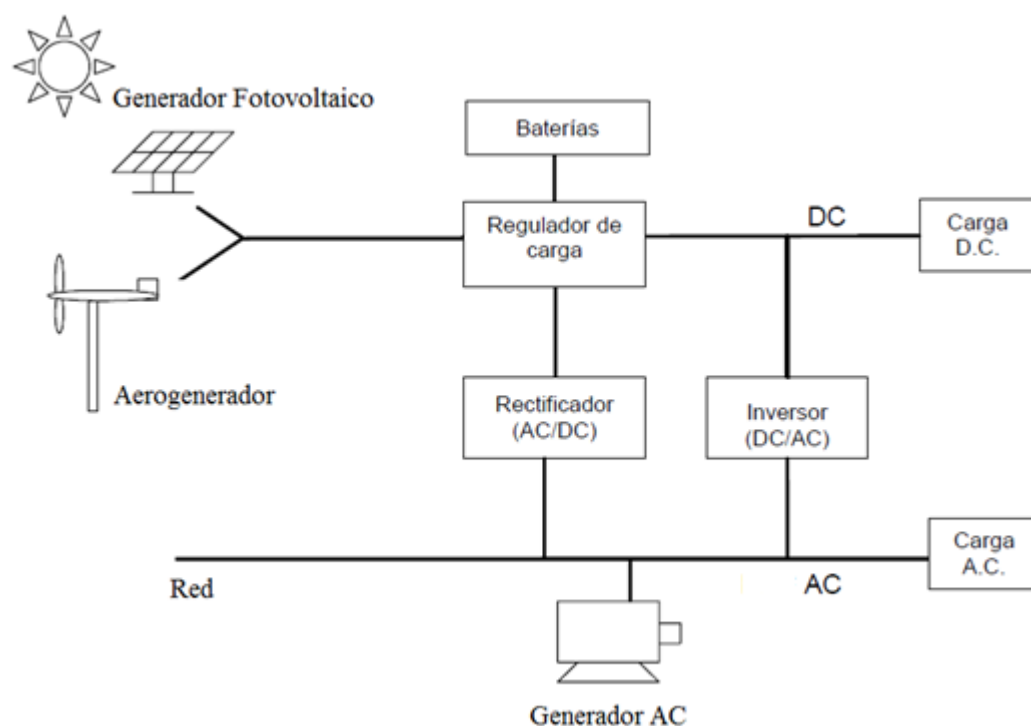 Generador Fotovoltaico
Baterías
Regulador de
carga
DC
Carga
D.C.
Aerogenerador
Rectificador
(AC/DC)
Inversor
(DC/AC)
Carga
A.C.
Red
AC
Generador AC